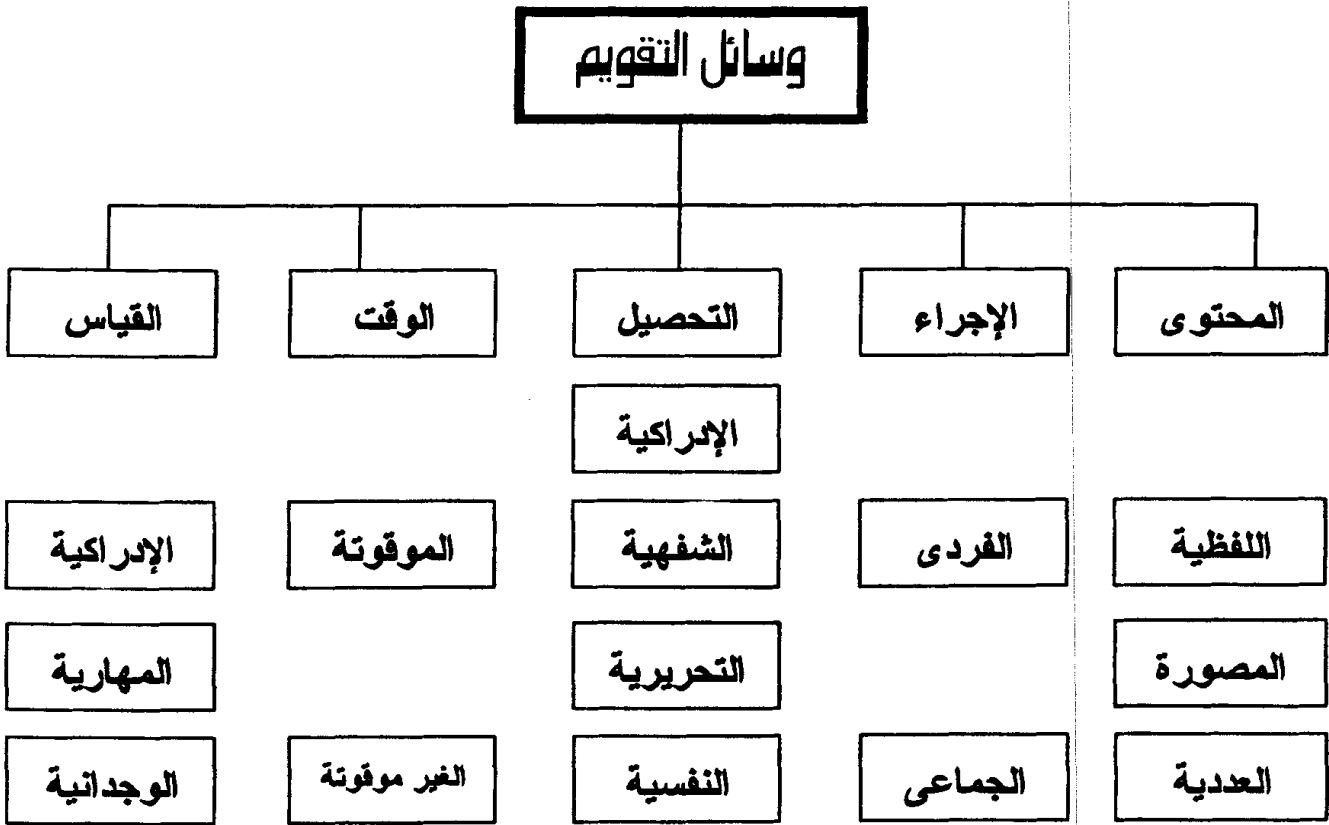 وسائل التقويم
المحتوى
الإجراء
التحصيل
الوقت
القياس
الإدراكية
اللفظية
الفردى
الشفهية
الموقوتة
الإدراكية
المصورة
التحريرية
المهارية
العددية
الجماعى
النفسية
الغير موقوتة
الوجدانية